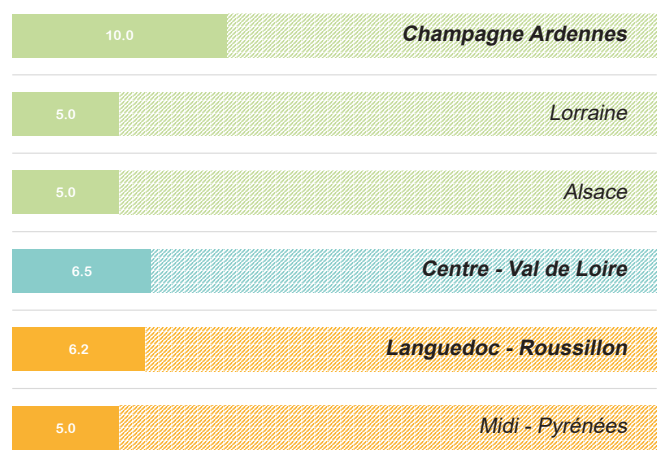 10.0 Champagne Ardennes
5.0 Lorraine
5.0 Alsace
6.5 Centre - Val de Loire
6.2 Languedoc - Roussillon
5.0 Midi - Pyrénées